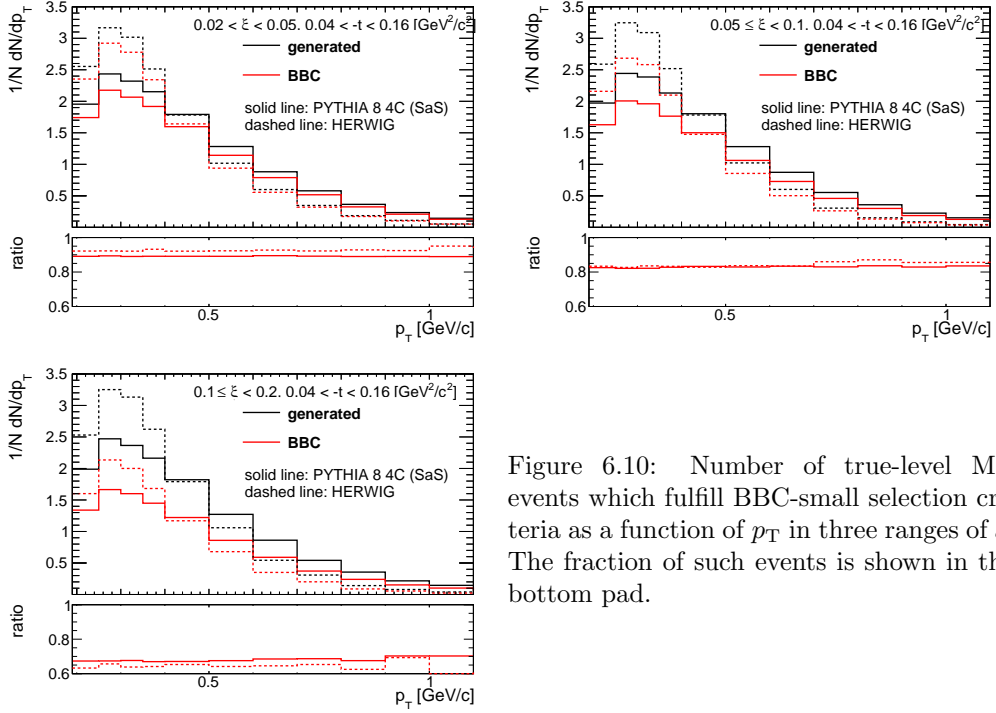 0.02 < ξ < 0.05, 0.04 < -t < 0.16 [GeV²/c²]
1/N dN/dp_T
3.5
3
2.5
2
1.5
1
0.5
generated
BBC
solid line: PYTHIA 8 4C (SaS)
dashed line: HERWIG
ratio
1
0.8
0.6
0.5
1
p_T [GeV/c]
0.05 ≤ ξ < 0.1, 0.04 < -t < 0.16 [GeV²/c²]
1/N dN/dp_T
3.5
3
2.5
2
1.5
1
0.5
generated
BBC
solid line: PYTHIA 8 4C (SaS)
dashed line: HERWIG
ratio
1
0.8
0.6
0.5
1
p_T [GeV/c]
0.1 ≤ ξ < 0.2, 0.04 < -t < 0.16 [GeV²/c²]
1/N dN/dp_T
3.5
3
2.5
2
1.5
1
0.5
generated
BBC
solid line: PYTHIA 8 4C (SaS)
dashed line: HERWIG
ratio
1
0.8
0.6
0.5
1
p_T [GeV/c]
Figure 6.10: Number of true-level M
events which fulfill BBC-small selection cr
teria as a function of p_T in three ranges of
The fraction of such events is shown in th
bottom pad.